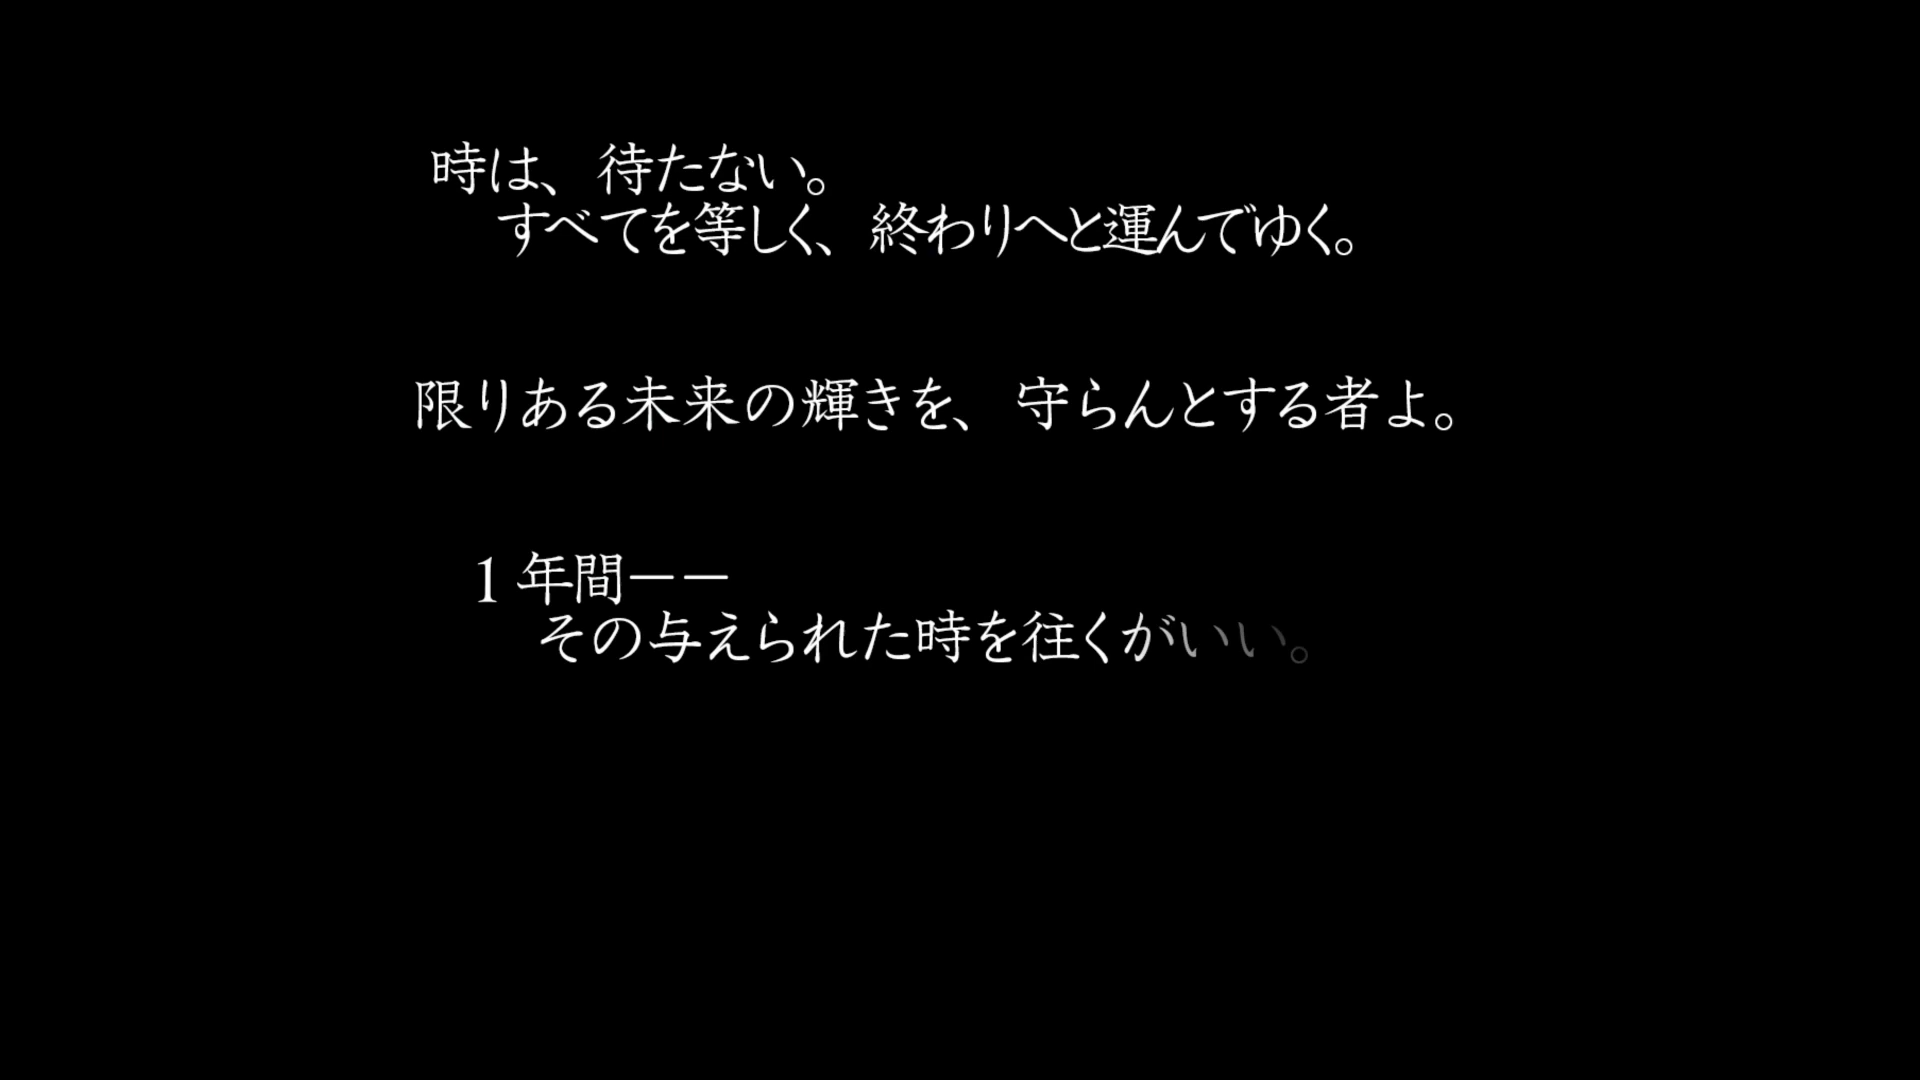 時は、待たない。
すべてを等しく、終わりへと運んでゆく。
限りある未来の輝きを、守らんとする者よ。
1年間−−
その与えられた時を往くがいい。